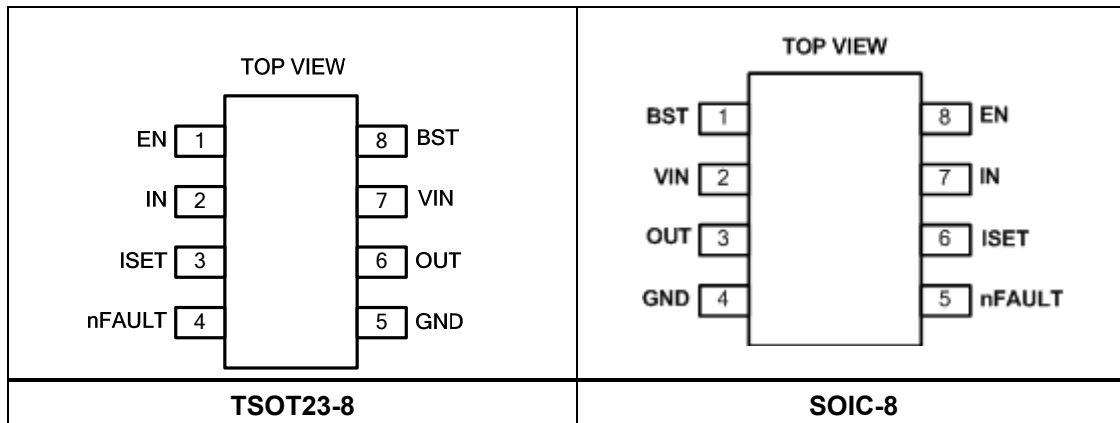 TOP VIEW
EN 1 8 BST
IN 2 7 VIN
ISET 3 6 OUT
nFAULT 4 5 GND
TSOT23-8
TOP VIEW
BST 1 8 EN
VIN 2 7 IN
OUT 3 6 ISET
GND 4 5 nFAULT
SOIC-8